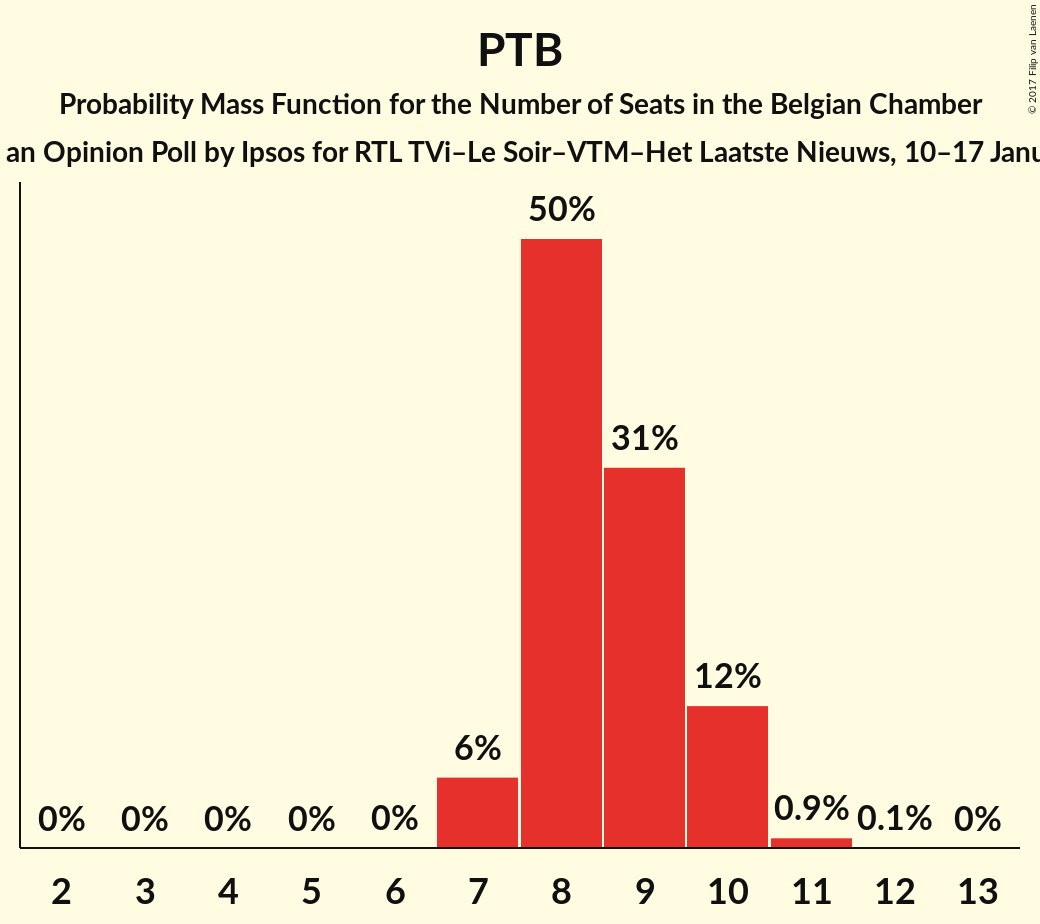 PTB
Probability Mass Function for the Number of Seats in the Belgian Chamber
an Opinion Poll by Ipsos for RTL TVi–Le Soir–VTM–Het Laatste Nieuws, 10–17 Janu
© 2017 Filip van Laenen
50%
31%
12%
6%
0% 0% 0% 0% 0% 0.9% 0.1% 0%
2 3 4 5 6 7 8 9 10 11 12 13